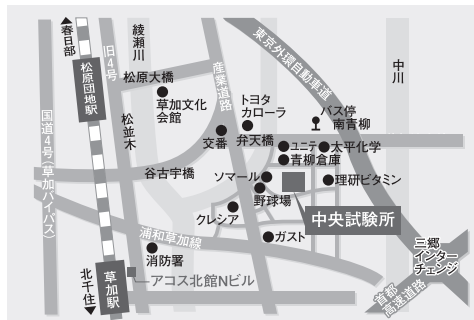 ▲春日部
松原団地駅
旧4号
綾瀬川
松原大橋
草加文化
会館
産業道路
トヨタ
カローラ
東京外環自動車道
中川
バス停
南青柳
国道4号(草加バイパス)
松並木
交番
弁天橋
ユニテ
太平化学
青柳倉庫
谷古宇橋
ソマール
野球場
理研ビタミン
クレシア
中央試験所
浦和草加線
消防署
ガスト
三郷
インター
チェンジ
アコス北館Nビル
草加駅
北千住▼
首都
高速道路